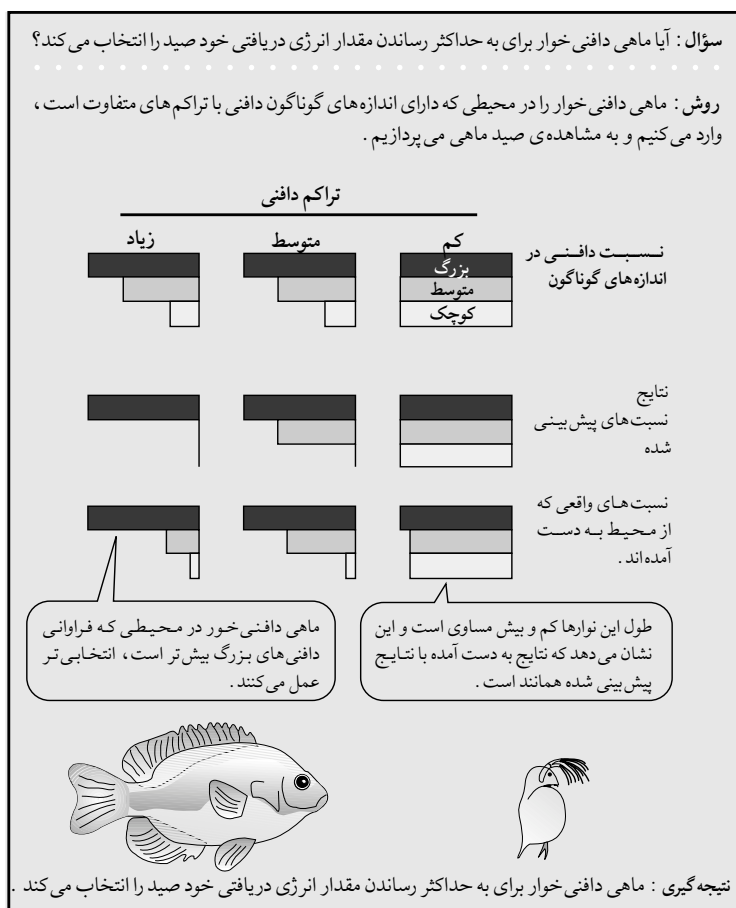 سؤال : آیا ماهی دافنی‌خوار برای به حداکثر رساندن مقدار انرژی دریافتی خود صید را انتخاب می‌کند؟
روش : ماهی دافنی‌خوار را در محیطی که دارای اندازه‌های گوناگون دافنی با تراکم‌های متفاوت است،
وارد می‌کنیم و به مشاهده‌ی صید ماهی می‌پردازیم .
تراکم دافنی
کم
متوسط
زیاد
نسبت دافنی در
اندازه‌های گوناگون
بزرگ
متوسط
کوچک
نتایج
نسبت‌های پیش‌بینی
شده
نسبت‌های واقعی که
از محیط به دست
آمده‌اند .
طول این نوارها کم و بیش مساوی است و این
نشان می‌دهد که نتایج به دست آمده با نتایج
پیش‌بینی شده همانند است .
ماهی دافنی‌خور در محیطی که فراوانی
دافنی‌های بزرگ بیش‌تر است، انتخابی‌تر
عمل می‌کنند .
نتیجه‌گیری : ماهی دافنی‌خوار برای به حداکثر رساندن مقدار انرژی دریافتی خود صید را انتخاب می‌کند .